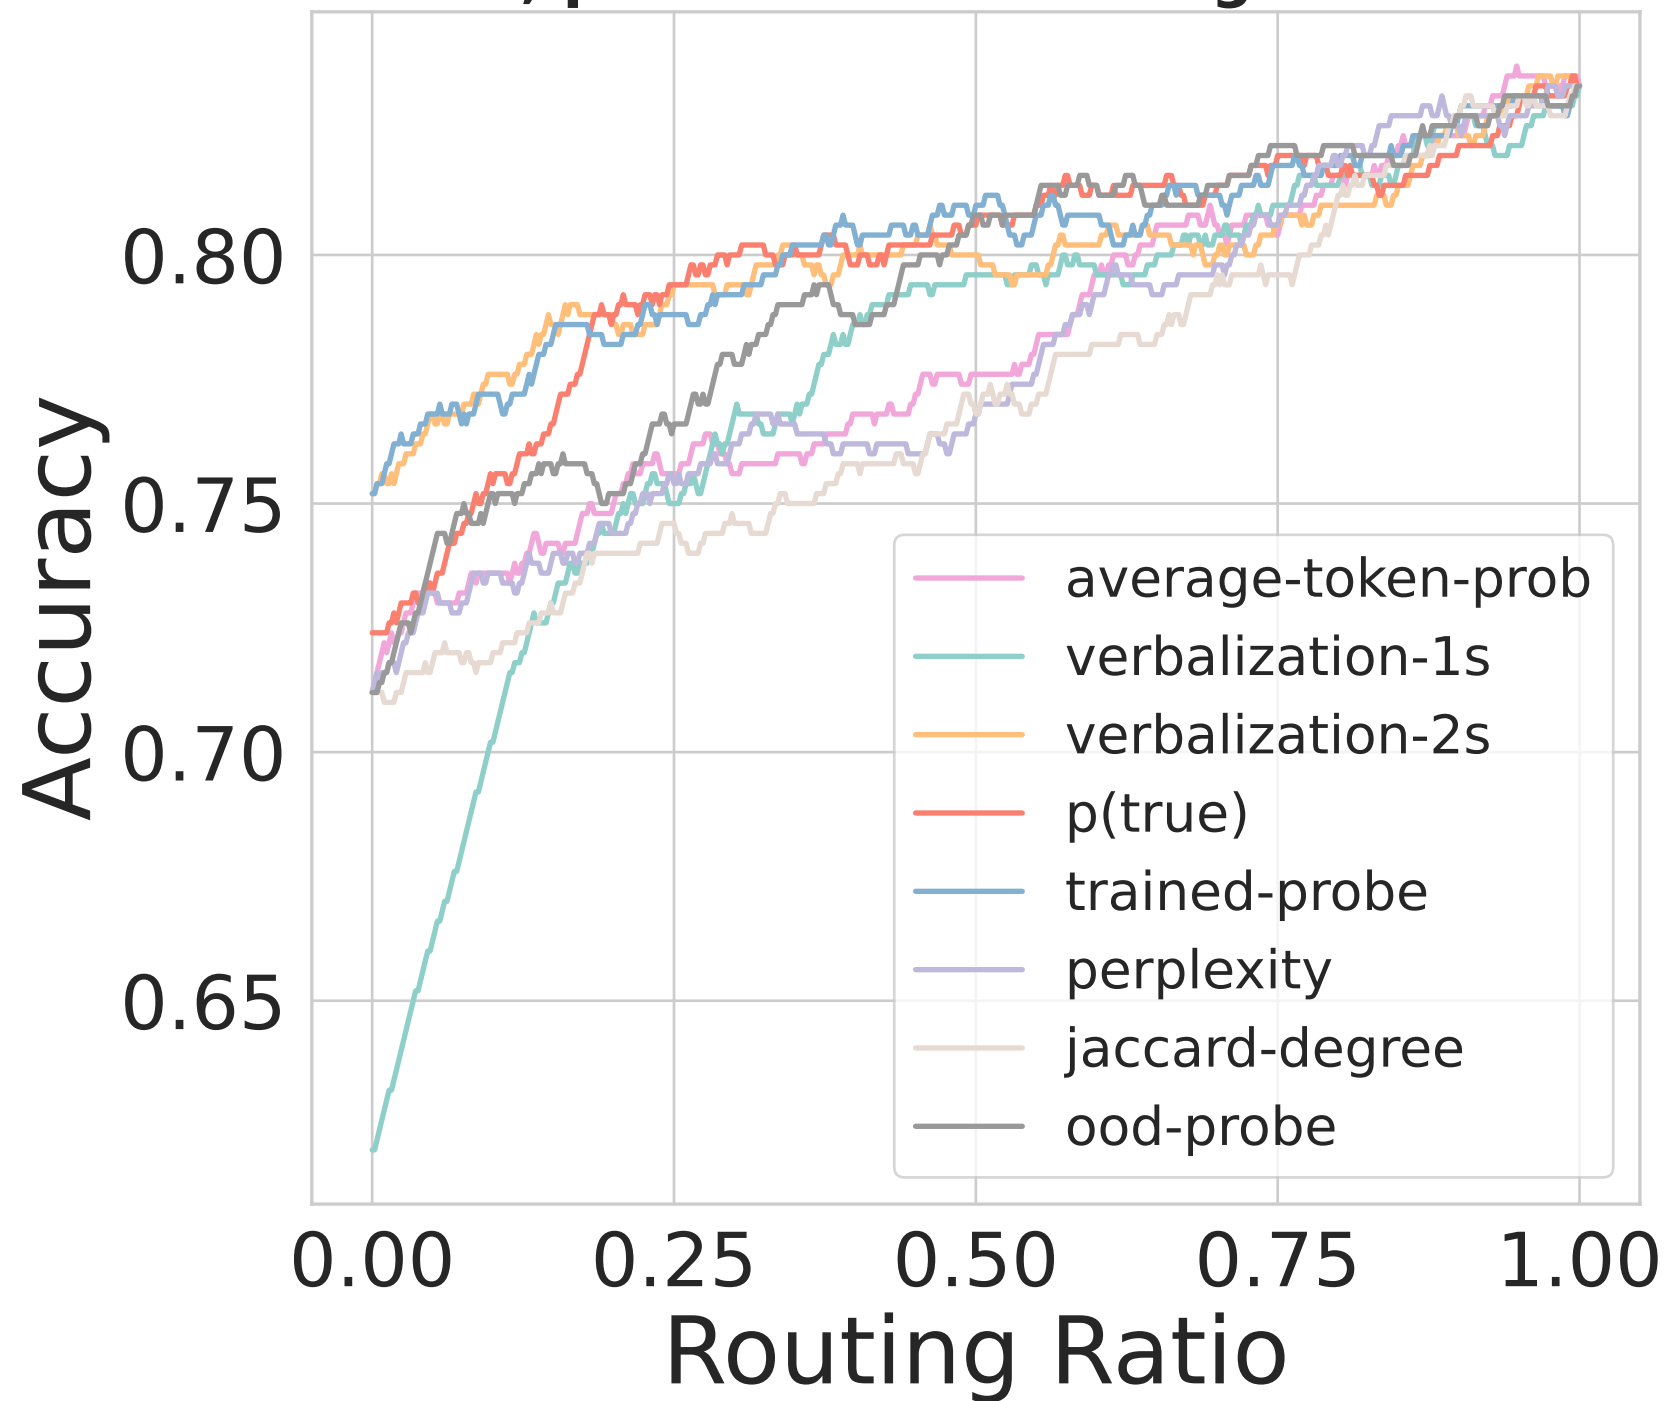 Accuracy
0.80
0.75
0.70
0.65
average-token-prob
verbalization-1s
verbalization-2s
p(true)
trained-probe
perplexity
jaccard-degree
ood-probe
0.00 0.25 0.50 0.75 1.00
Routing Ratio